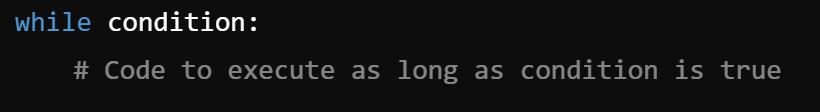 while condition:
    # Code to execute as long as condition is true